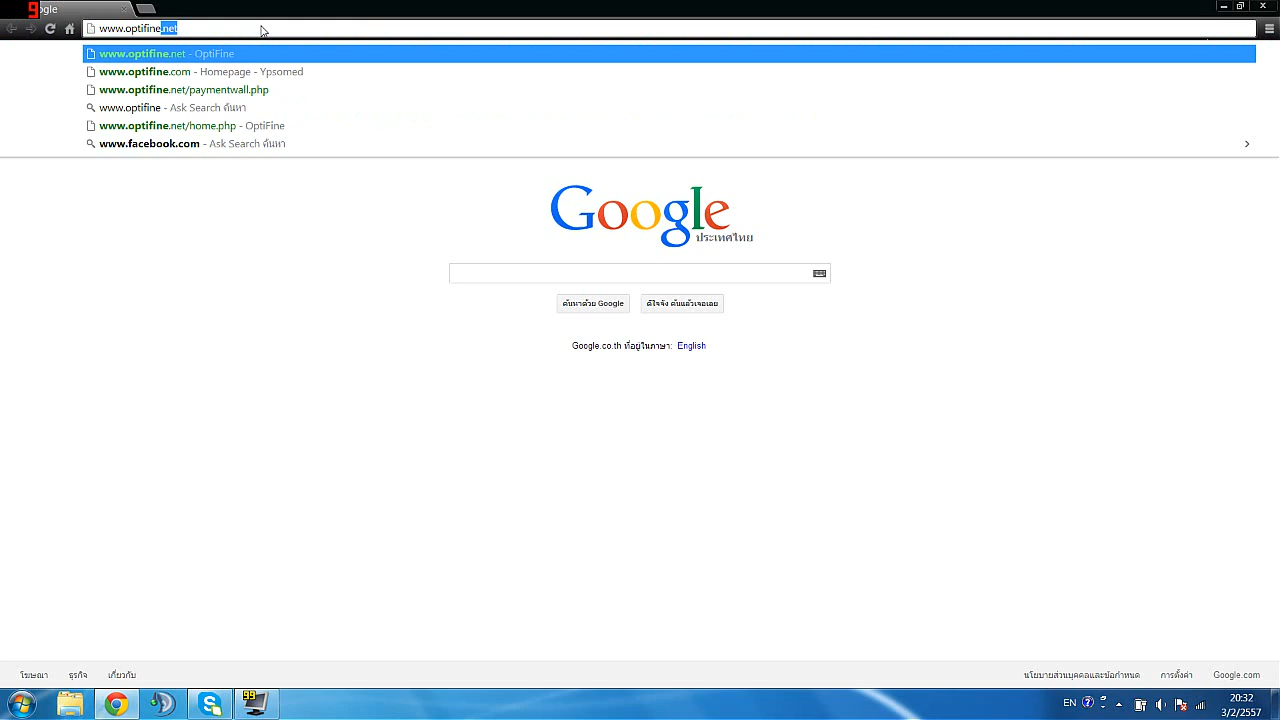 9
ogle
www.optifine.net
www.optifine.net - OptiFine
www.optifine.com - Homepage - Ypsomed
www.optifine.net/paymentwall.php
www.optifine - Ask Search ค้นหา
www.optifine.net/home.php - OptiFine
www.facebook.com - Ask Search ค้นหา
Google
ประเทศไทย
ค้นหาด้วย Google
ดีใจจัง ค้นแล้วเจอเลย
Google.co.th ที่อยู่ในภาษา: English
โฆษณา ธุรกิจ เกี่ยวกับ
นโยบายส่วนบุคคลและข้อกำหนด การตั้งค่า Google.com
99
EN
20:32
3/2/2557